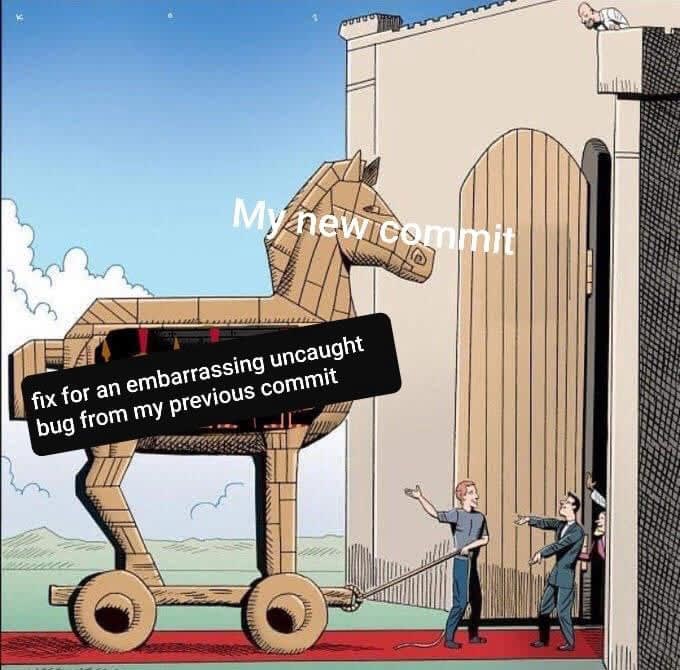 My new commit
fix for an embarrassing uncaught
bug from my previous commit